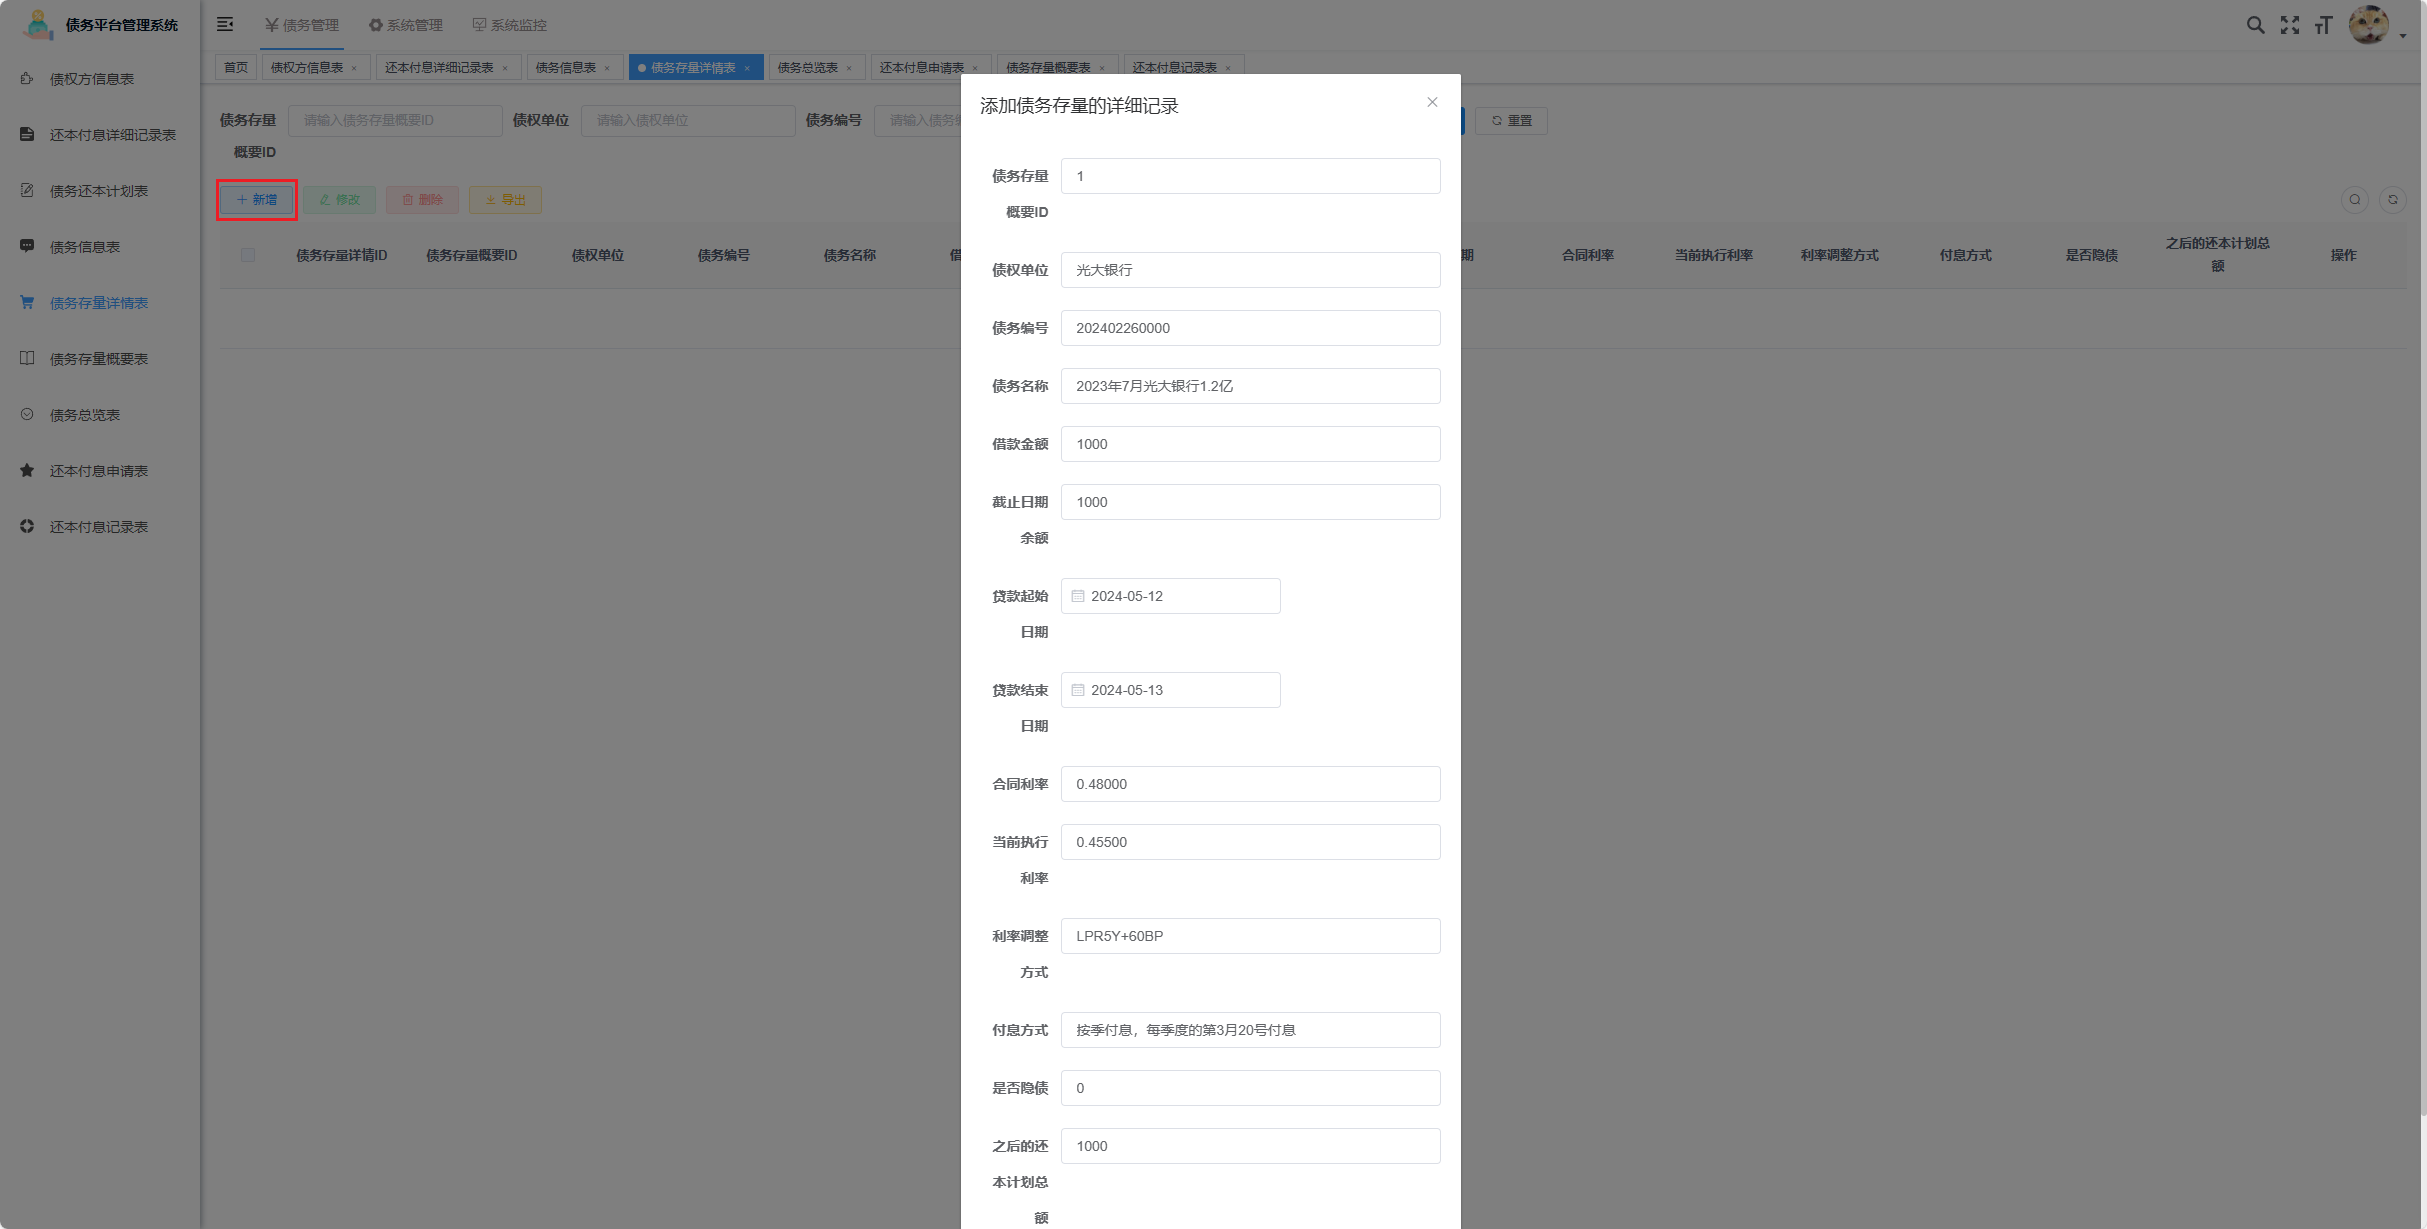 债务平台管理系统
债务管理
系统管理
系统监控
首页
债权方信息表 ×
还本付息详细记录表 ×
债务信息表 ×
债务存量详情表 ×
债务总览表 ×
还本付息申请表 ×
债务存量概要表 ×
还本付息记录表 ×
债权方信息表
还本付息详细记录表
债务还本计划表
债务信息表
债务存量详情表
债务存量概要表
债务总览表
还本付息申请表
还本付息记录表
债务存量
概要ID
请输入债务存量概要ID
债权单位
请输入债权单位
债务编号
请输入债务
重置
新增
修改
删除
导出
债务存量详情ID
债务存量概要ID
债权单位
债务编号
债务名称
借
期
合同利率
当前执行利率
利率调整方式
付息方式
是否隐债
之后的还本计划总
额
操作
添加债务存量的详细记录
债务存量
概要ID
1
债权单位
光大银行
债务编号
202402260000
债务名称
2023年7月光大银行1.2亿
借款金额
1000
截止日期
余额
1000
贷款起始
日期
2024-05-12
贷款结束
日期
2024-05-13
合同利率
0.48000
当前执行
利率
0.45500
利率调整
方式
LPR5Y+60BP
付息方式
按季付息，每季度的第3月20号付息
是否隐债
0
之后的还
本计划总
额
1000